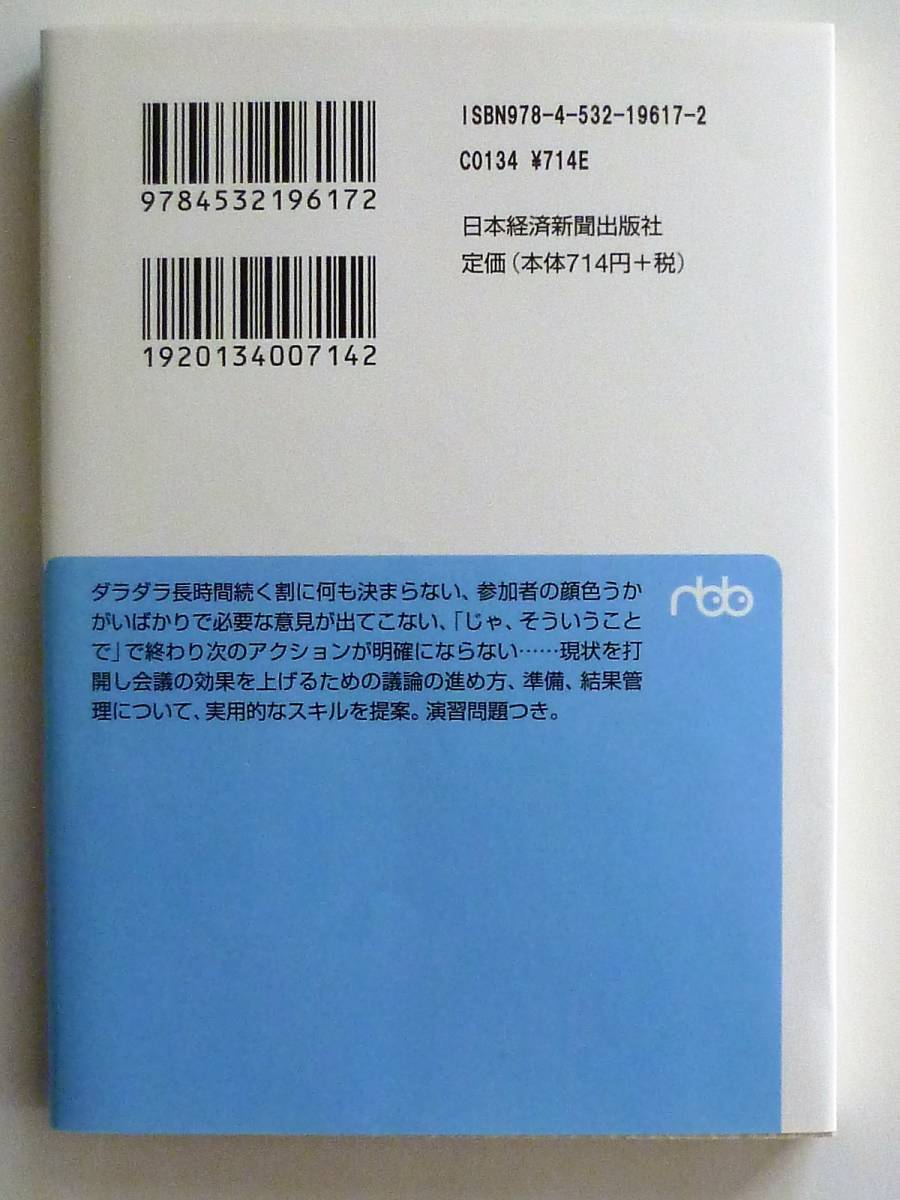 ISBN978-4-532-19617-2
C0134 ¥714E
9784532196172
日本経済新聞出版社
定価(本体714円+税)
1920134007142
ダラダラ長時間続く割に何も決まらない、参加者の顔色うか
がいばかりで必要な意見が出てこない、「じゃ、そういうこと
で」で終わり次のアクションが明確にならない……現状を打
開し会議の効果を上げるための議論の進め方、準備、結果管
理について、実用的なスキルを提案。演習問題つき。
nbb